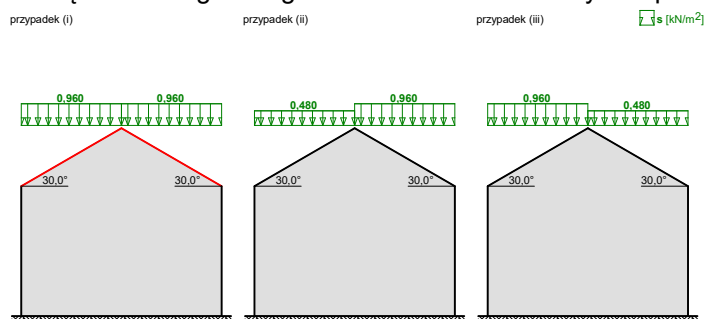 przypadek (i) przypadek (ii) przypadek (iii) s [kN/m²]
0,960 0,960 0,480 0,960 0,960 0,480
30,0° 30,0° 30,0° 30,0° 30,0° 30,0°